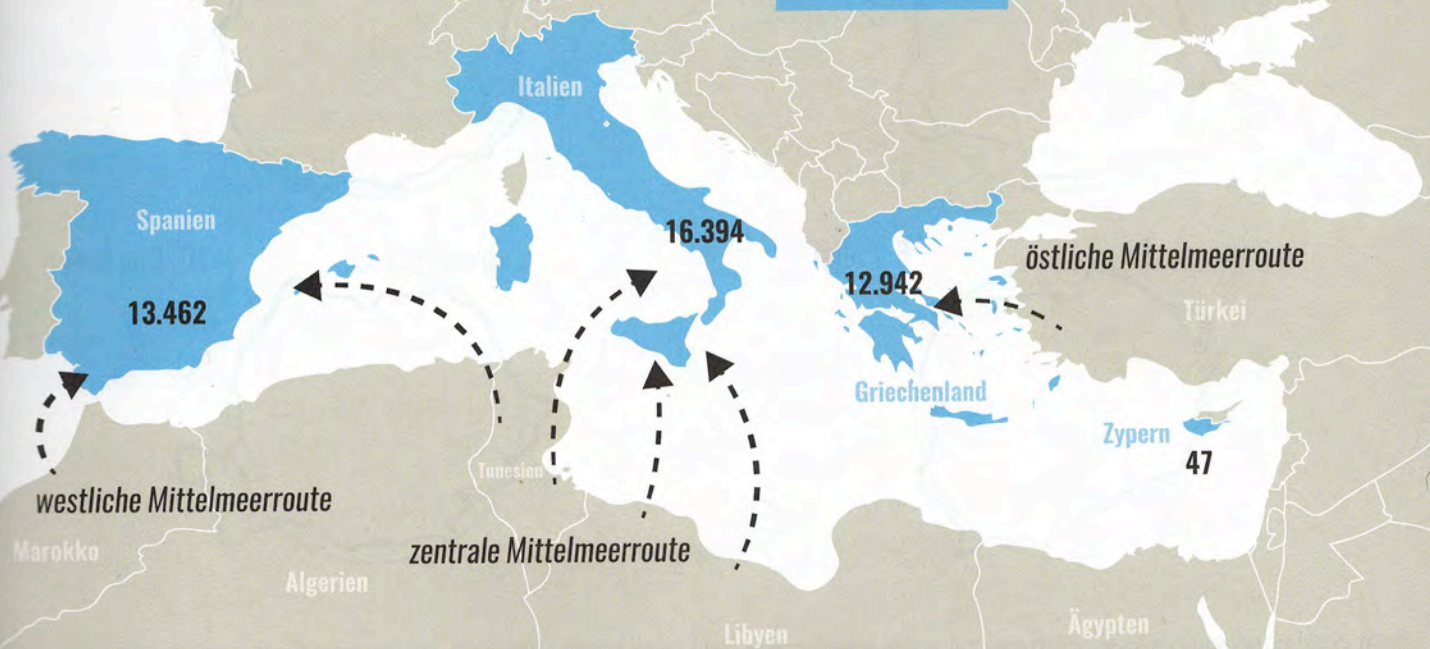 Italien
Spanien
16.394
östliche Mittelmeerroute
12.942
13.462
Türkei
Griechenland
Zypern
47
Tunesien
westliche Mittelmeerroute
zentrale Mittelmeerroute
Marokko
Algerien
Libyen
Ägypten